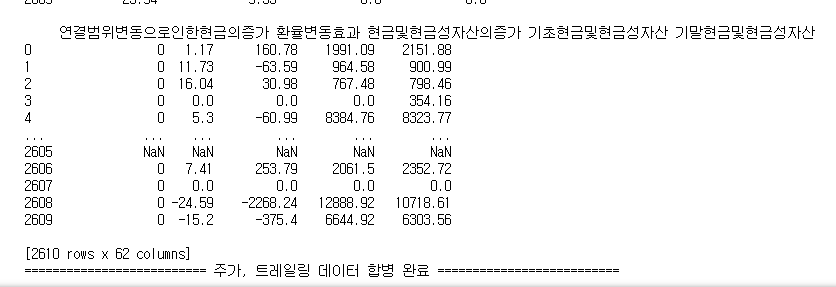 연결범위변동으로인한현금의증가 환율변동효과 현금및현금성자산의증가 기초현금및현금성자산 기말현금및현금성자산
0 0 1.17 160.78 1991.09 2151.88
1 0 11.73 -63.59 964.58 900.99
2 0 16.04 30.98 767.48 798.46
3 0 0.0 0.0 0.0 354.16
4 0 5.3 -60.99 8384.76 8323.77
... ... ... ... ... ...
2605 NaN NaN NaN NaN NaN
2606 0 7.41 253.79 2061.5 2352.72
2607 0 0.0 0.0 0.0 0.0
2608 0 -24.59 -2268.24 12888.92 10718.61
2609 0 -15.2 -375.4 6644.92 6303.56
[2610 rows x 62 columns]
========================== 주가, 트레일링 데이터 합병 완료 ==========================